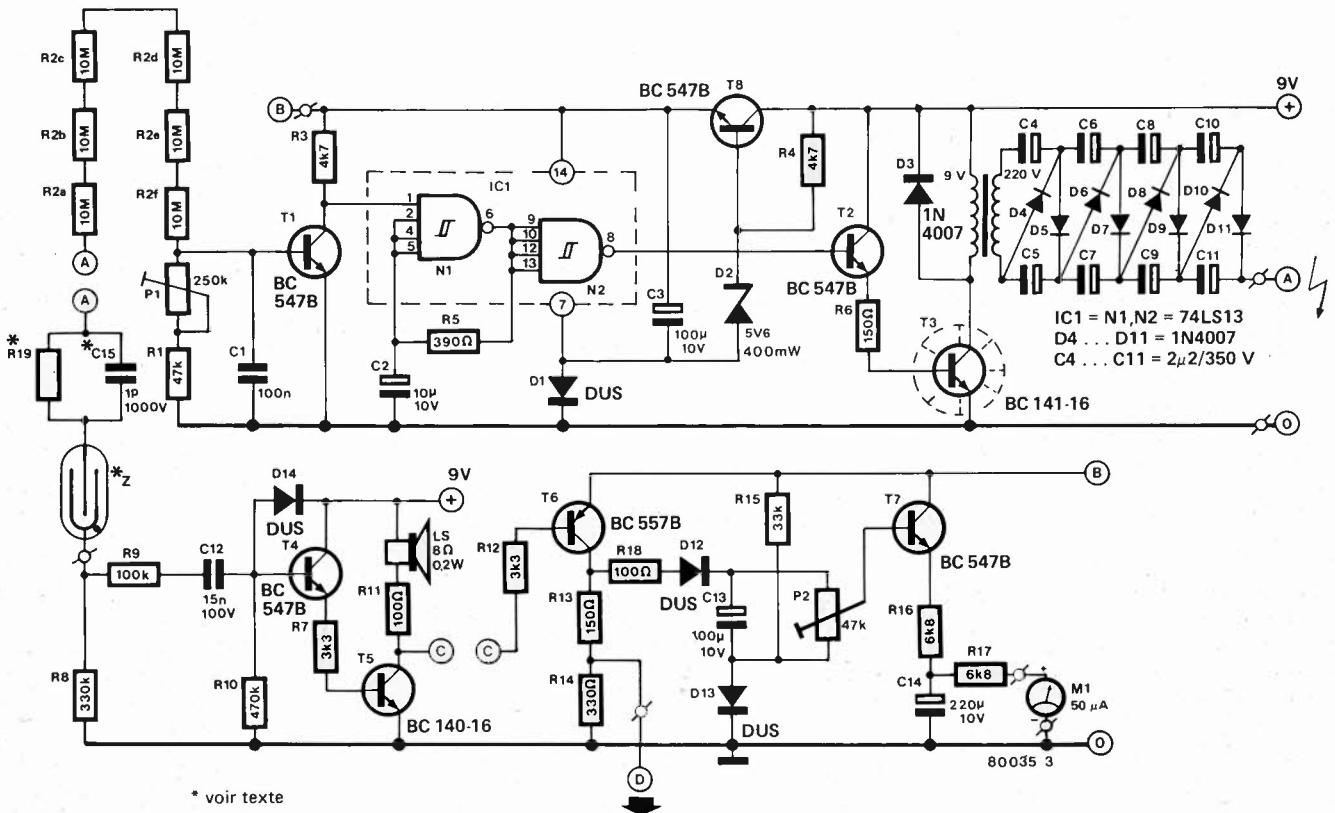 R2c
10M
R2d
10M
R2b
10M
R2e
10M
R2a
10M
R2f
10M
A
A
P1
250k
*
R19
*
C15
1p
1000V
R1
47k
C1
100n
*Z
B
R3
4k7
T1
BC
547B
IC1
14
1
2
4
5
6
N1
9
10
12
13
8
N2
7
R5
390Ω
C2
10µ
10V
D1
DUS
C3
100µ
10V
BC 547B
T8
R4
4k7
D2
5V6
400mW
T2
BC 547B
R6
150Ω
D3
1N
4007
9 V
220 V
T3
BC 141-16
9V
+
C4
C6
C8
C10
D4
D5
D6
D7
D8
D9
D10
D11
C5
C7
C9
C11
A
IC1 = N1,N2 = 74LS13
D4 ... D11 = 1N4007
C4 ... C11 = 2µ2/350 V
0
R9
100k
C12
15n
100V
R8
330k
D14
DUS
T4
BC
547B
R10
470k
R7
3k3
9V
+
LS
8Ω
0,2W
R11
100Ω
C
T5
BC 140-16
R12
3k3
C
T6
BC 557B
R18
100Ω
D12
DUS
R13
150Ω
R14
330Ω
D
R15
33k
C13
100µ
10V
P2
47k
D13
DUS
B
T7
BC 547B
R16
6k8
R17
6k8
C14
220µ
10V
+
M1
50 µA
-
0
80035 3
* voir texte